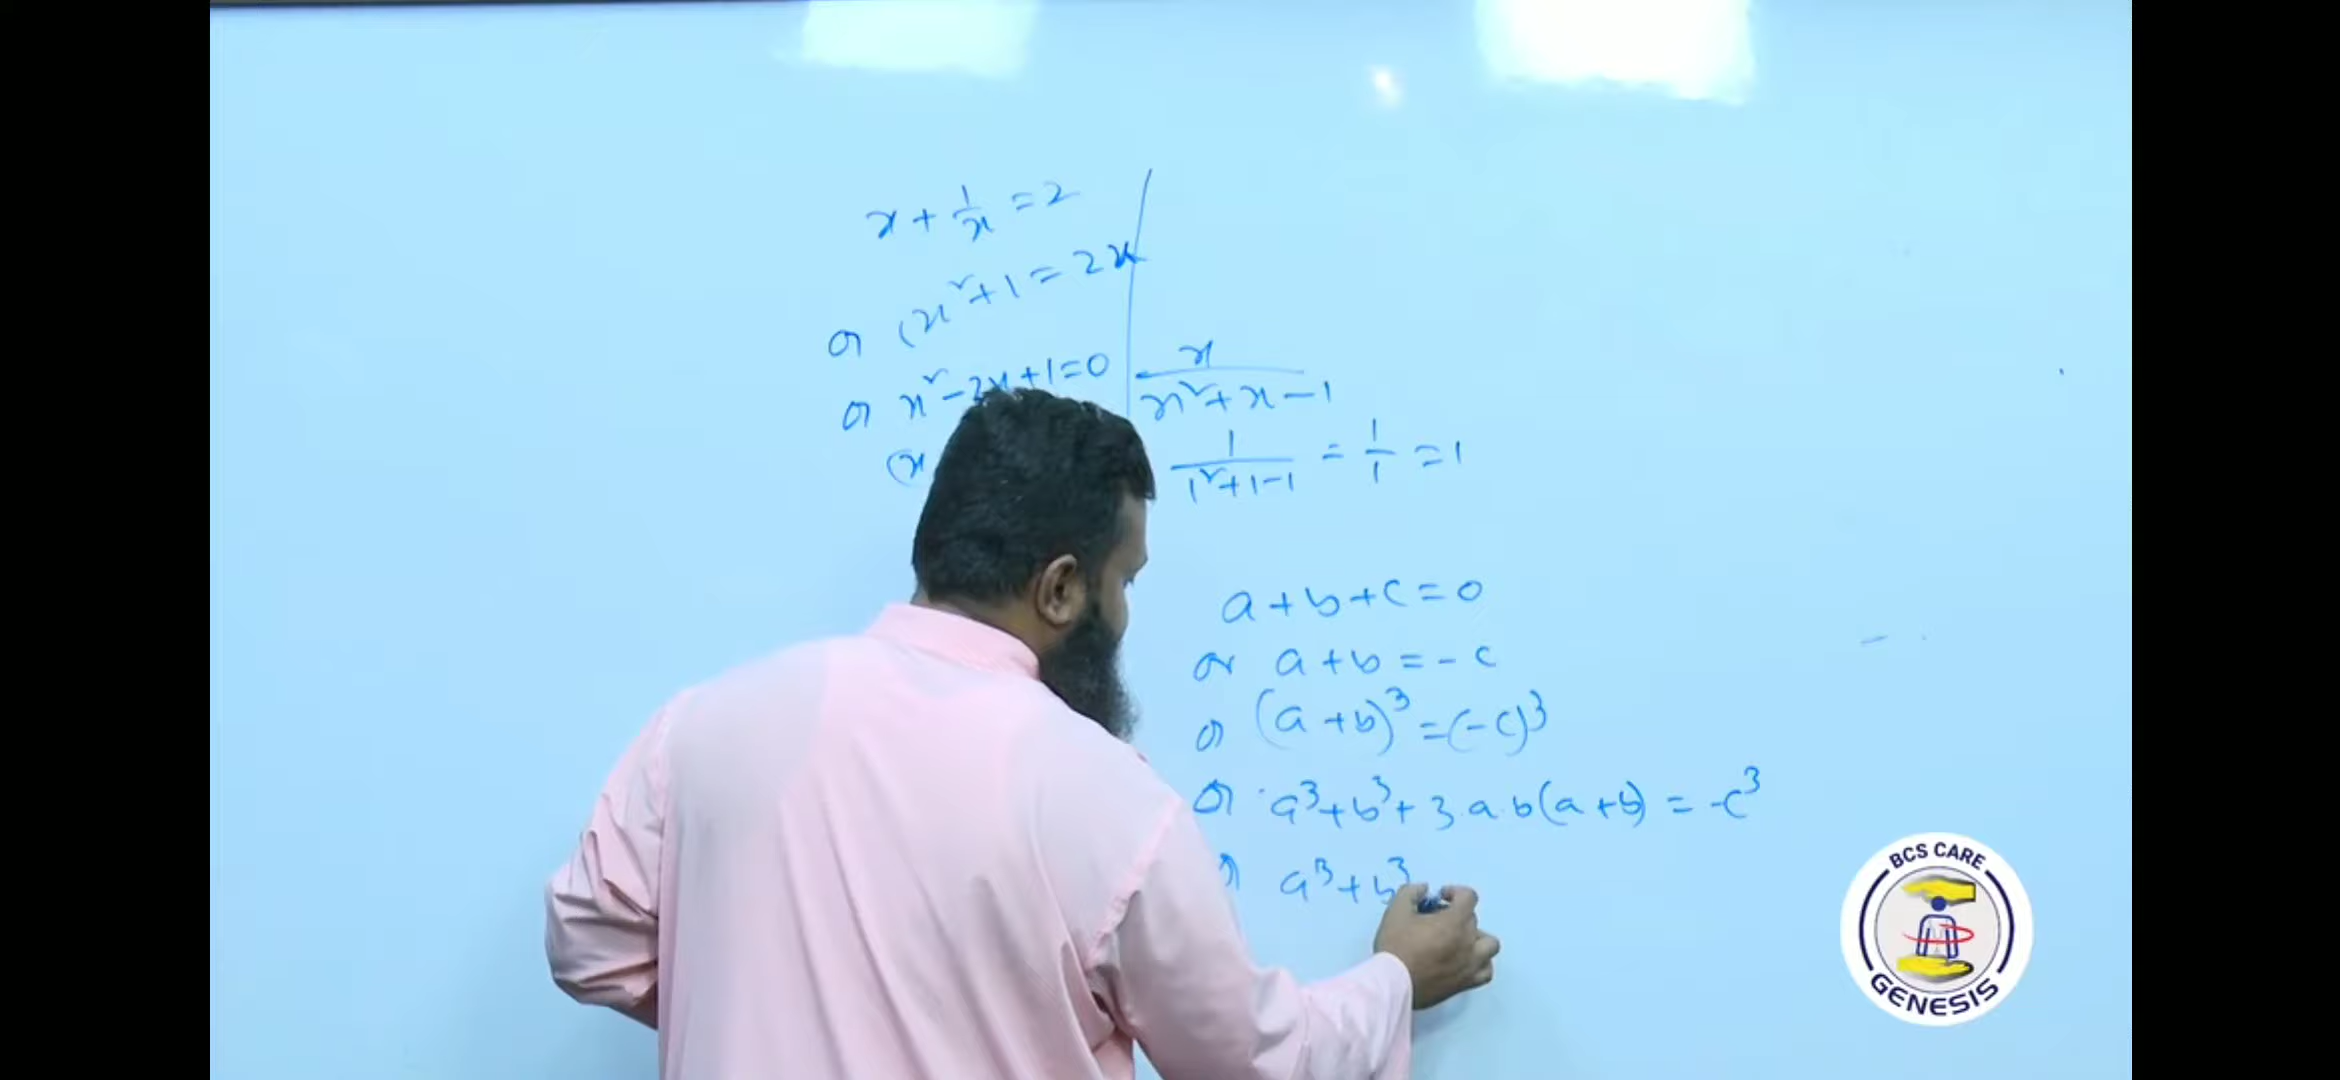 x + 1/x = 2
or (x² + 1 = 2x
or x² - 2x + 1 = 0
(x
x / x² + x - 1
1 / 1² + 1 - 1 = 1/1 = 1
a + b + c = 0
or a + b = - c
or (a + b)³ = (- c)³
or a³ + b³ + 3.a.b(a + b) = -c³
a³ + b³
BCS CARE
GENESIS